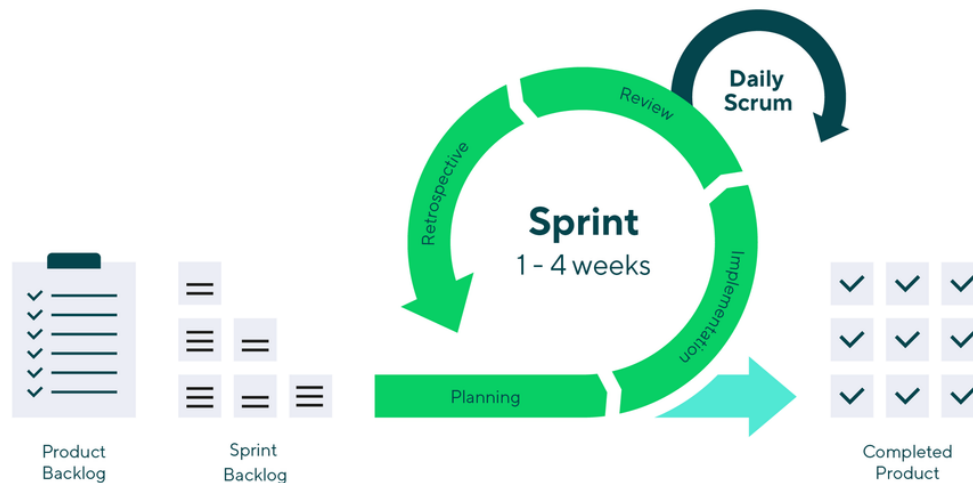 Product
Backlog
Sprint
Backlog
Planning
Implementation
Review
Retrospective
Sprint
1 - 4 weeks
Daily
Scrum
Completed
Product